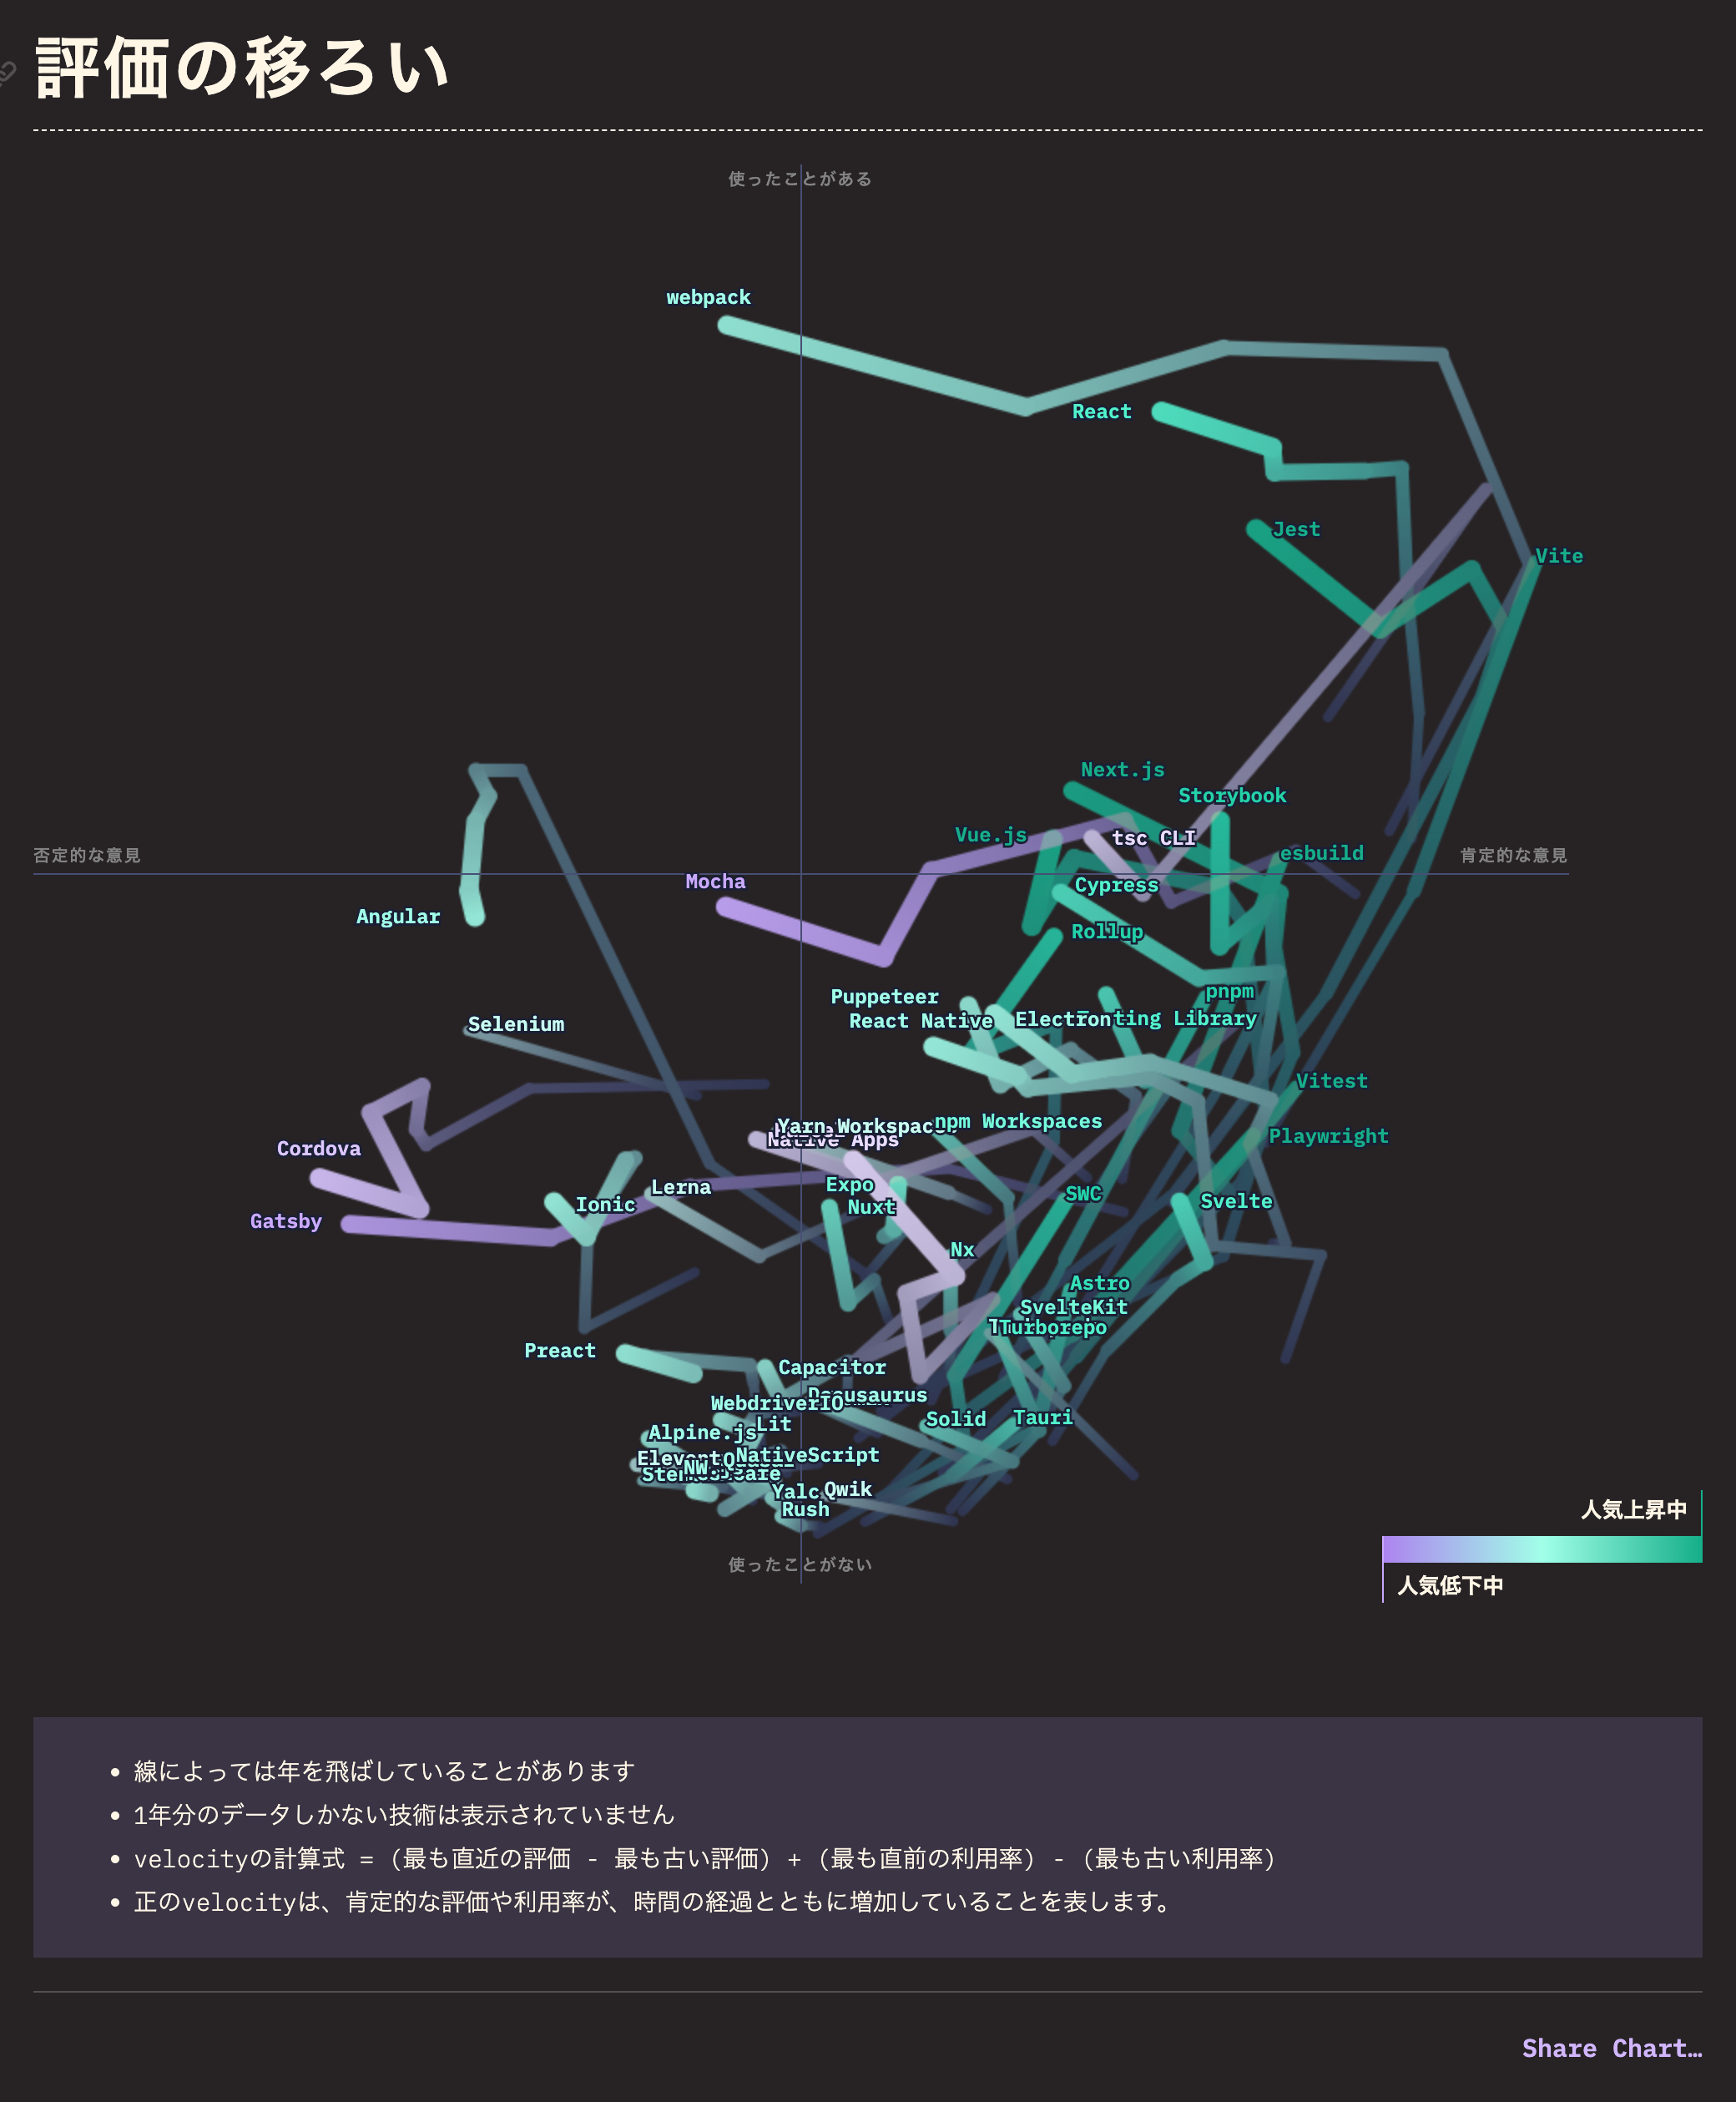 評価の移ろい
使ったことがある
webpack
React
Jest
Vite
Next.js
Storybook
Vue.js
tsc CLI
esbuild
否定的な意見
肯定的な意見
Mocha
Cypress
Angular
Rollup
pnpm
Puppeteer
React Native
Electron
ting Library
Selenium
Vitest
npm Workspaces
Yarn Workspaces
Playwright
Native Apps
Cordova
Expo
Lerna
SWC
Svelte
Ionic
Nuxt
Gatsby
Nx
Astro
SvelteKit
Turborepo
Preact
Capacitor
Docusaurus
WebdriverIO
Solid
Tauri
Lit
Alpine.js
NativeScript
Qwik
Yalc
Rush
使ったことがない
人気上昇中
人気低下中
• 線によっては年を飛ばしていることがあります
• 1年分のデータしかない技術は表示されていません
• velocityの計算式 = (最も直近の評価 - 最も古い評価) + (最も直前の利用率) - (最も古い利用率)
• 正のvelocityは、肯定的な評価や利用率が、時間の経過とともに増加していることを表します。
Share Chart…